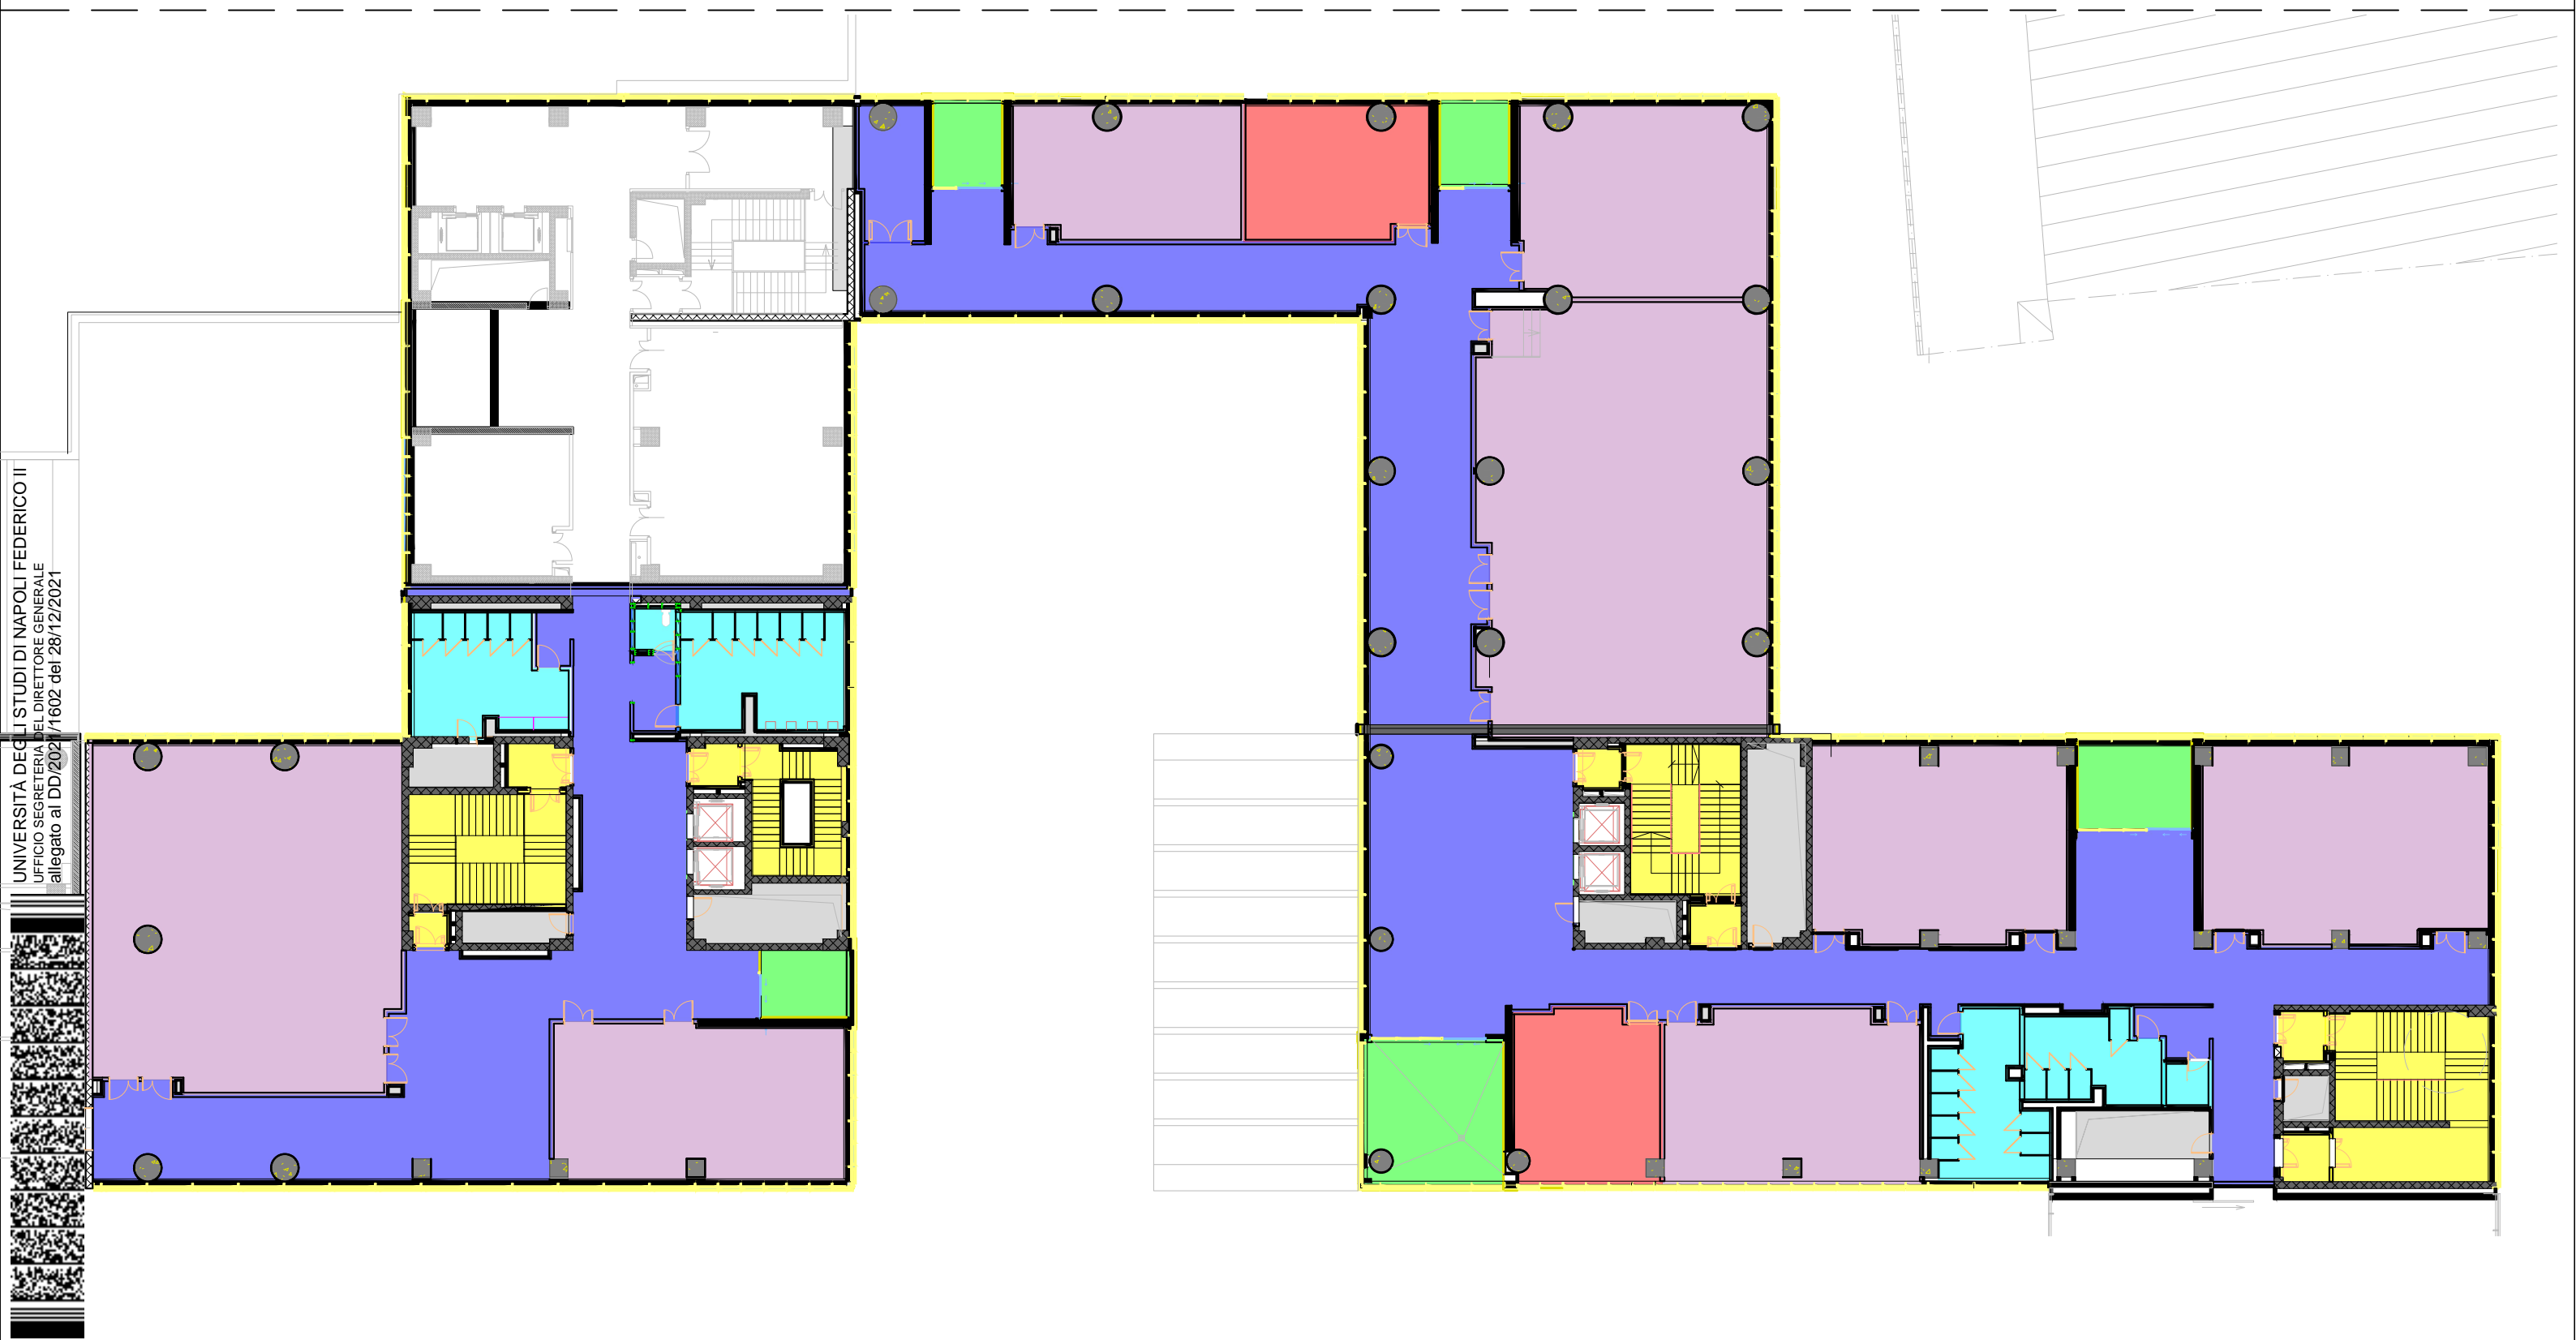 UNIVERSITÀ DEGLI STUDI DI NAPOLI FEDERICO II
UFFICIO SEGRETERIA DEL DIRETTORE GENERALE
allegato al DD/2021/1602 del 28/12/2021